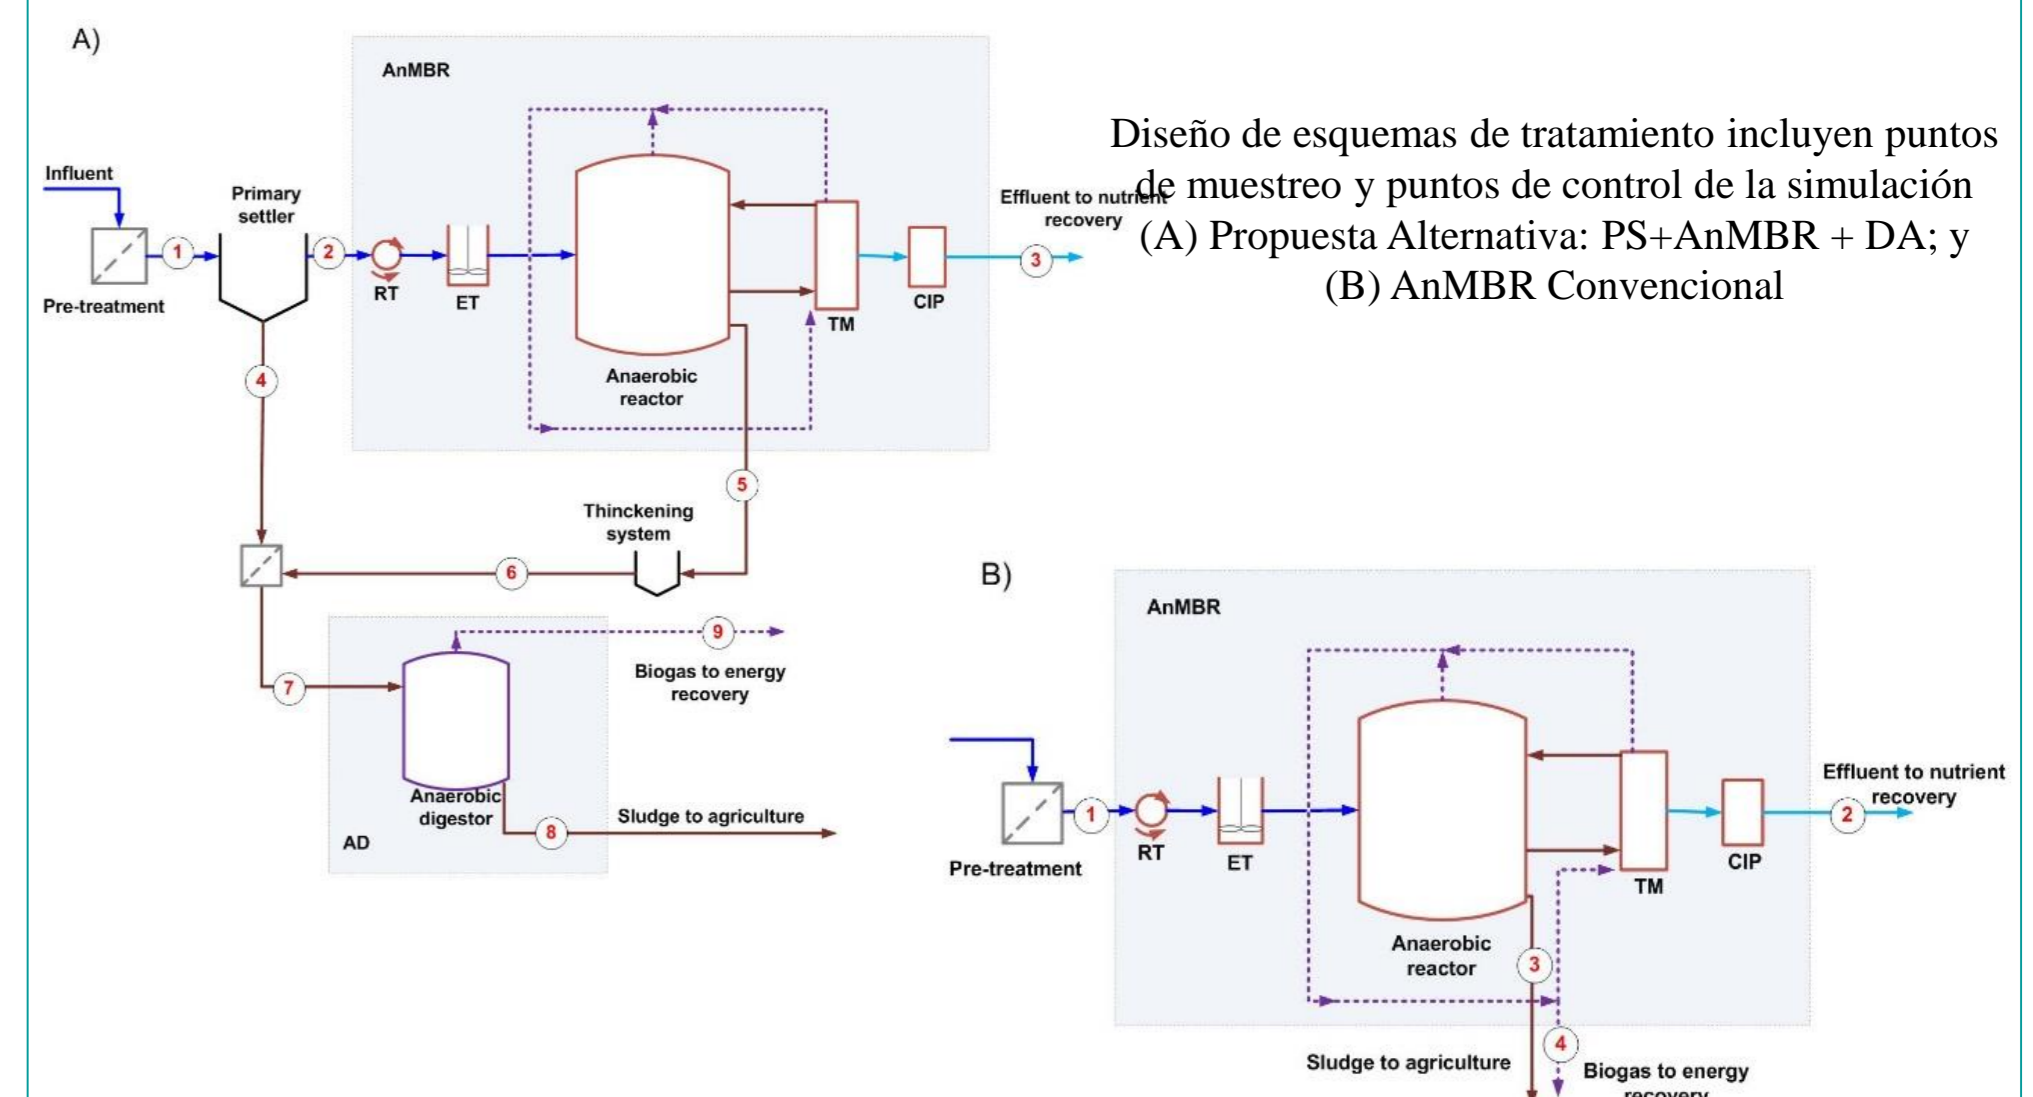 A)
AnMBR
Influent
Primary
settler
Pre-treatment
1
2
RT
ET
Anaerobic
reactor
TM
CIP
Effluent to nutrient
recovery
3
4
5
Thinckening
system
6
7
9
Biogas to energy
recovery
Anaerobic
digestor
AD
8
Sludge to agriculture
Diseño de esquemas de tratamiento incluyen puntos
de muestreo y puntos de control de la simulación
(A) Propuesta Alternativa: PS+AnMBR + DA; y
(B) AnMBR Convencional
B)
AnMBR
Pre-treatment
1
RT
ET
Anaerobic
reactor
TM
CIP
Effluent to nutrient
recovery
2
3
Sludge to agriculture
4
Biogas to energy
recovery